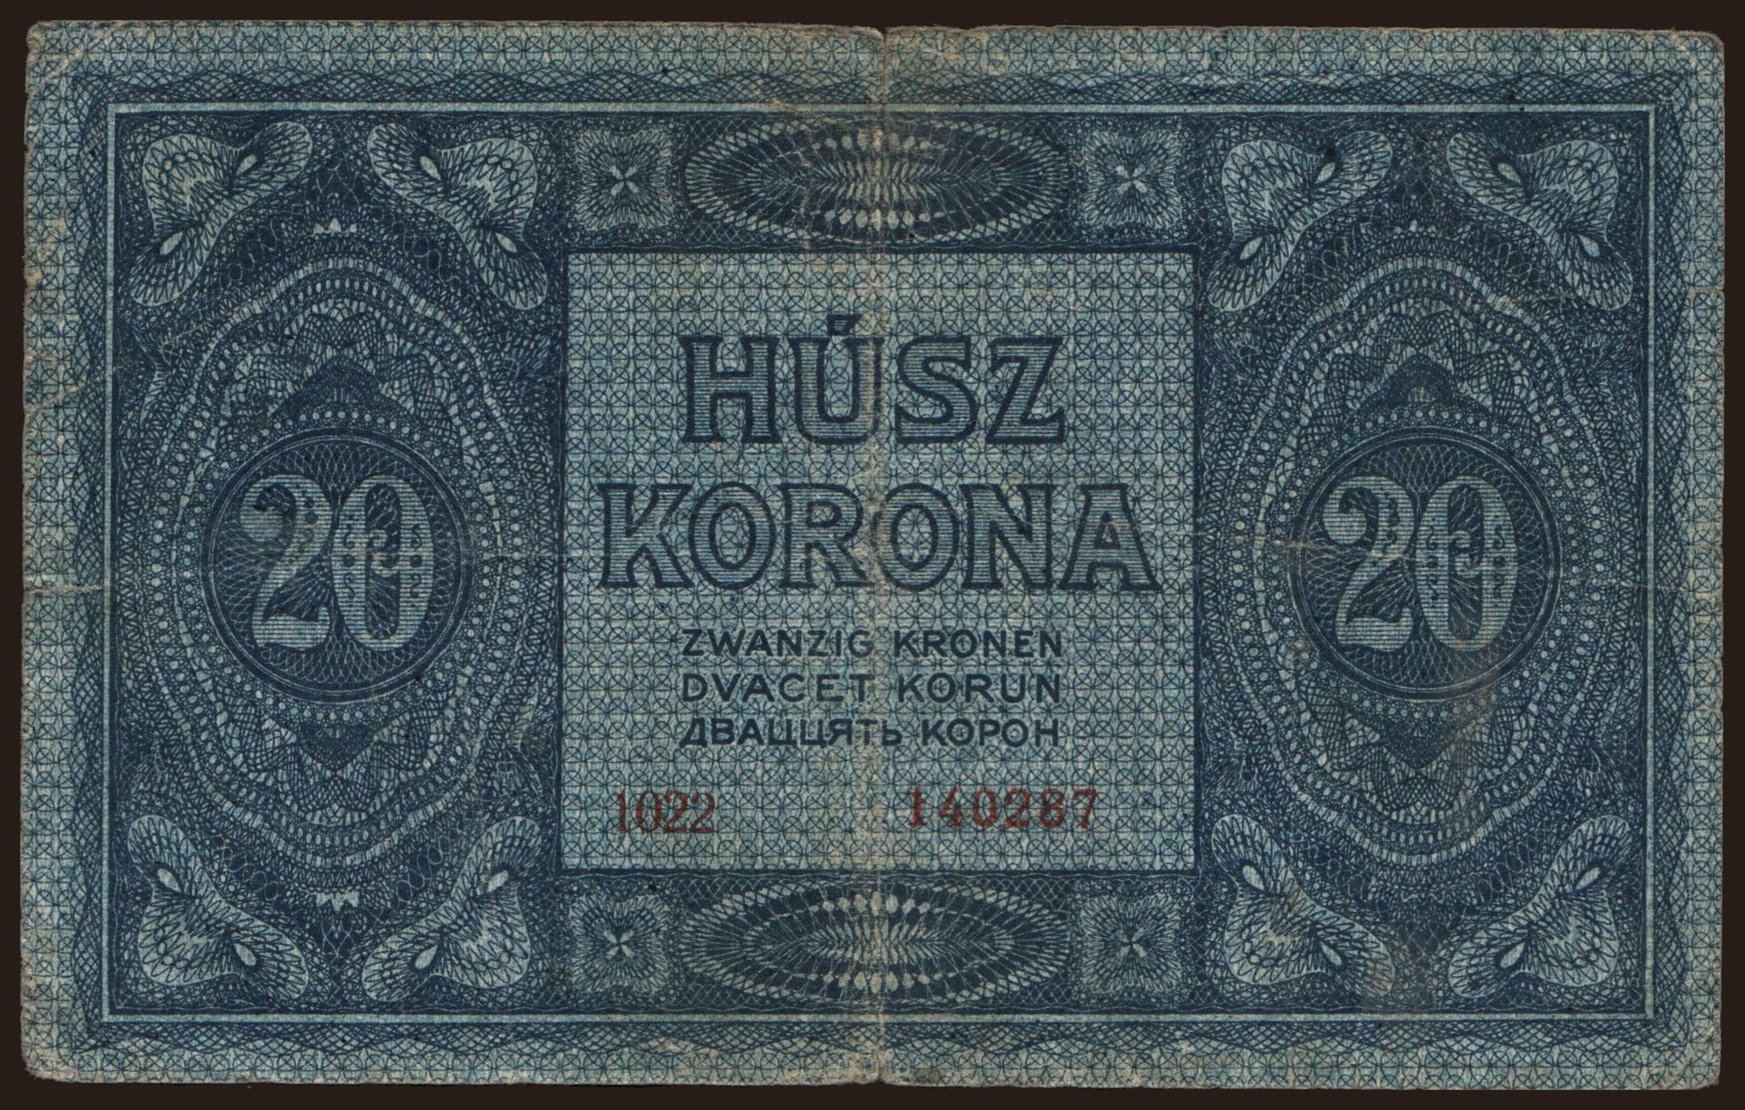 HÚSZ
KORONA
20 20
ZWANZIG KRONEN
DVACET KORUN
ДВАЦЦЯТЬ КОРОН
1022 140287